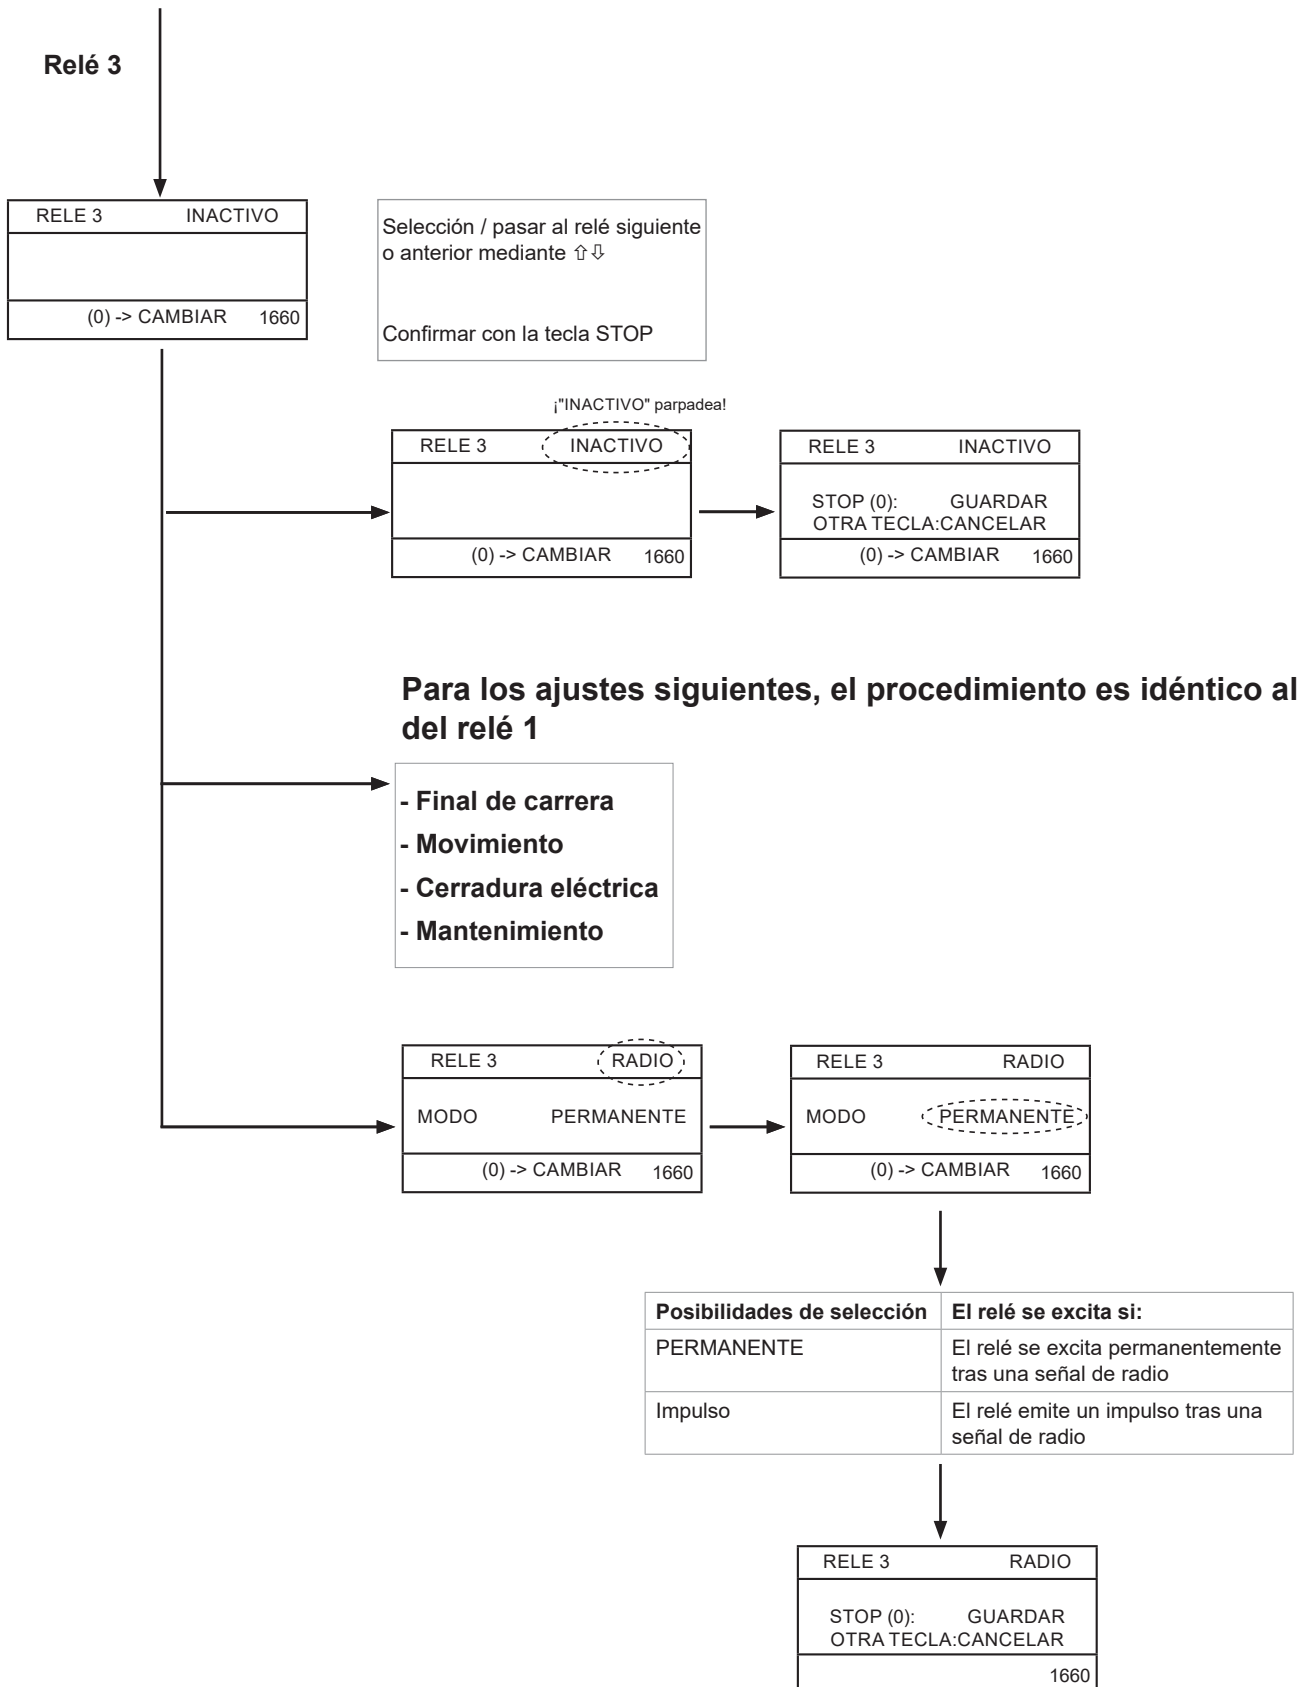 Relé 3
RELE 3 INACTIVO
(0) -> CAMBIAR 1660
Selección / pasar al relé siguiente
o anterior mediante ⇧⇩
Confirmar con la tecla STOP
¡"INACTIVO" parpadea!
RELE 3 INACTIVO
(0) -> CAMBIAR 1660
RELE 3 INACTIVO
STOP (0): GUARDAR
OTRA TECLA:CANCELAR
(0) -> CAMBIAR 1660
Para los ajustes siguientes, el procedimiento es idéntico al
del relé 1
- Final de carrera
- Movimiento
- Cerradura eléctrica
- Mantenimiento
RELE 3 RADIO
MODO PERMANENTE
(0) -> CAMBIAR 1660
RELE 3 RADIO
MODO PERMANENTE
(0) -> CAMBIAR 1660
Posibilidades de selección El relé se excita si:
PERMANENTE El relé se excita permanentemente
tras una señal de radio
Impulso El relé emite un impulso tras una
señal de radio
RELE 3 RADIO
STOP (0): GUARDAR
OTRA TECLA:CANCELAR
1660